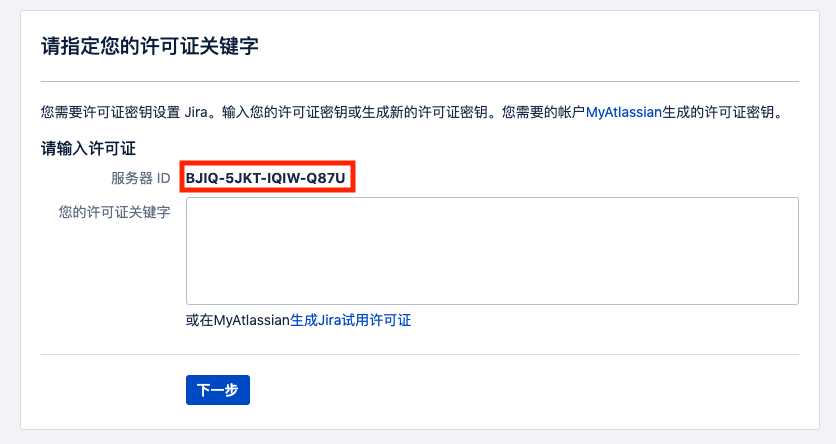 请指定您的许可证关键字
您需要许可证密钥设置 Jira。输入您的许可证密钥或生成新的许可证密钥。您需要的帐户MyAtlassian生成的许可证密钥。
请输入许可证
服务器 ID BJIQ-5JKT-IQIW-Q87U
您的许可证关键字
或在MyAtlassian生成Jira试用许可证
下一步